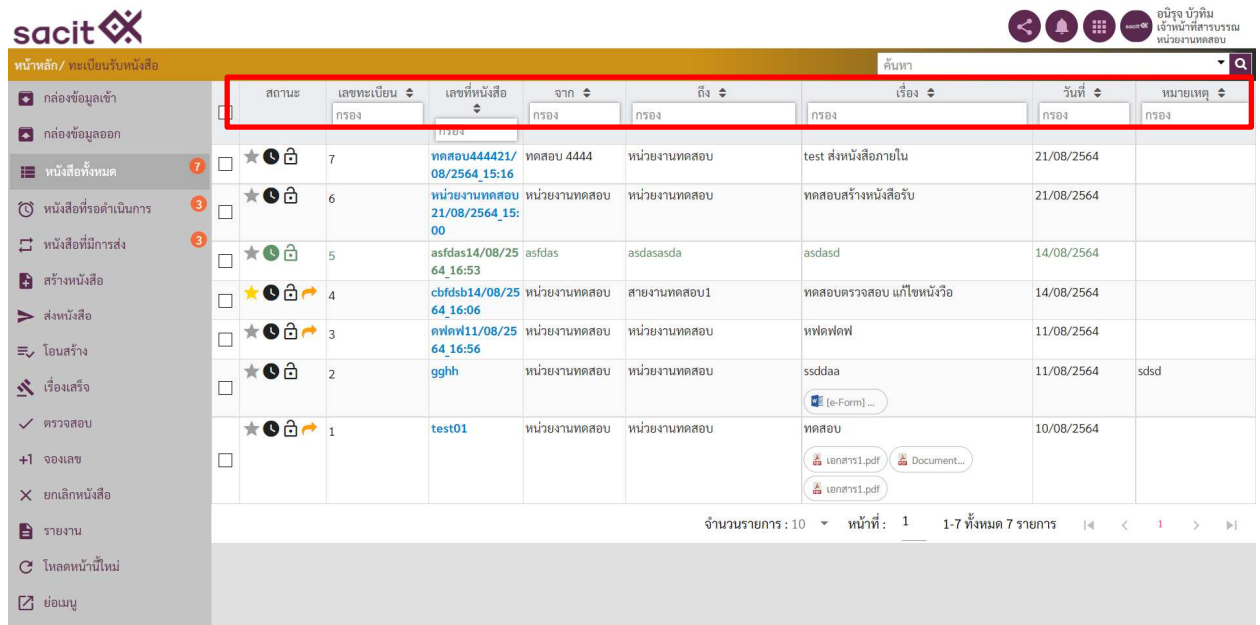 sacit
sacit
อนิรุจ บัวทิม
เจ้าหน้าที่สารบรรณ
หน่วยงานทดสอบ
หน้าหลัก/ ทะเบียนรับหนังสือ
ค้นหา
กล่องข้อมูลเข้า
กล่องข้อมูลออก
หนังสือทั้งหมด 7
หนังสือที่รอดำเนินการ 3
หนังสือที่มีการส่ง 3
สร้างหนังสือ
ส่งหนังสือ
โอนสร้าง
เรื่องเสร็จ
ตรวจสอบ
+1 จองเลข
ยกเลิกหนังสือ
รายงาน
โหลดหน้านี้ใหม่
ย่อเมนู
สถานะ เลขทะเบียน เลขที่หนังสือ จาก ถึง เรื่อง วันที่ หมายเหตุ
กรอง กรอง กรอง กรอง กรอง กรอง กรอง
7 ทดสอบ444421/ ทดสอบ 4444 หน่วยงานทดสอบ test ส่งหนังสือภายใน 21/08/2564
08/2564_15:16
6 หน่วยงานทดสอบ หน่วยงานทดสอบ หน่วยงานทดสอบ ทดสอบสร้างหนังสือรับ 21/08/2564
21/08/2564_15:
00
5 asfdas14/08/25 asfdas asdasasda asdasd 14/08/2564
64_16:53
4 cbfdsb14/08/25 หน่วยงานทดสอบ สายงานทดสอบ1 ทดสอบตรวจสอบ แก้ไขหนังวือ 14/08/2564
64_16:06
3 ดฟดฟ11/08/25 หน่วยงานทดสอบ หน่วยงานทดสอบ หฟดฟดฟ 11/08/2564
64_16:56
2 gghh หน่วยงานทดสอบ หน่วยงานทดสอบ ssddaa 11/08/2564 sdsd
[e-Form] ...
1 test01 หน่วยงานทดสอบ หน่วยงานทดสอบ ทดสอบ 10/08/2564
เอกสาร1.pdf Document...
เอกสาร1.pdf
จำนวนรายการ : 10 หน้าที่ : 1 1-7 ทั้งหมด 7 รายการ 1